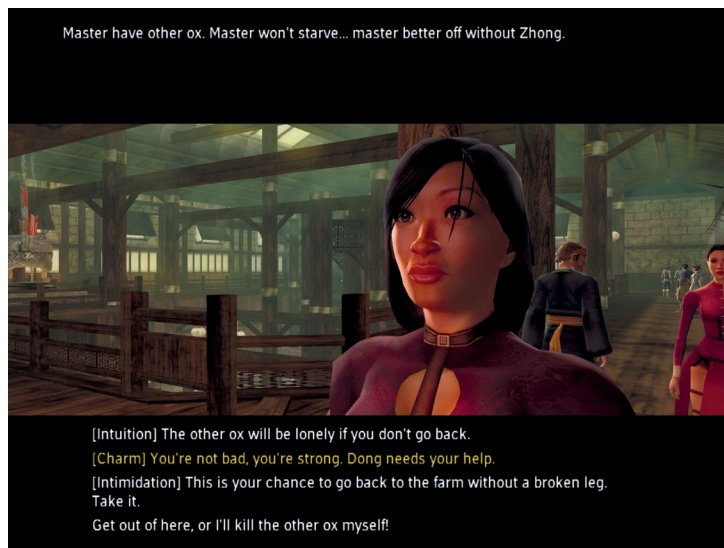 Master have other ox. Master won't starve... master better off without Zhong.
[Intuition] The other ox will be lonely if you don't go back.
[Charm] You're not bad, you're strong. Dong needs your help.
[Intimidation] This is your chance to go back to the farm without a broken leg.
Take it.
Get out of here, or I'll kill the other ox myself!